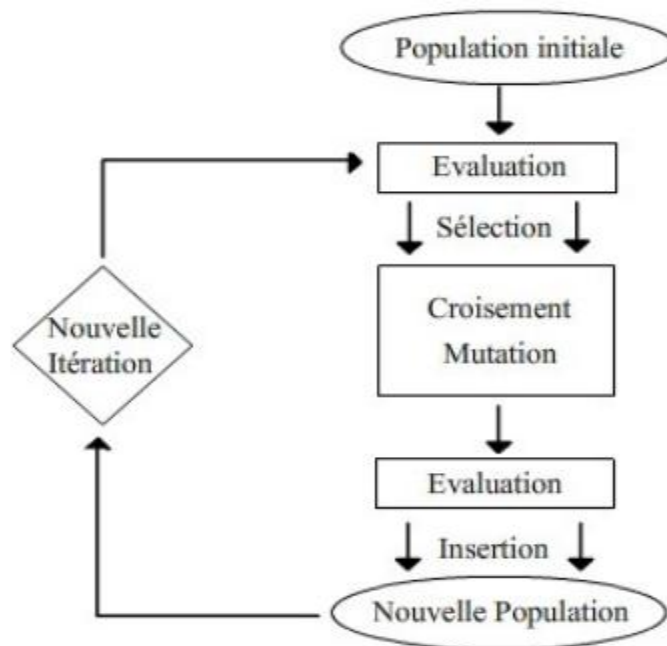 Population initiale
Evaluation
Sélection
Croisement
Mutation
Nouvelle
Itération
Evaluation
Insertion
Nouvelle Population